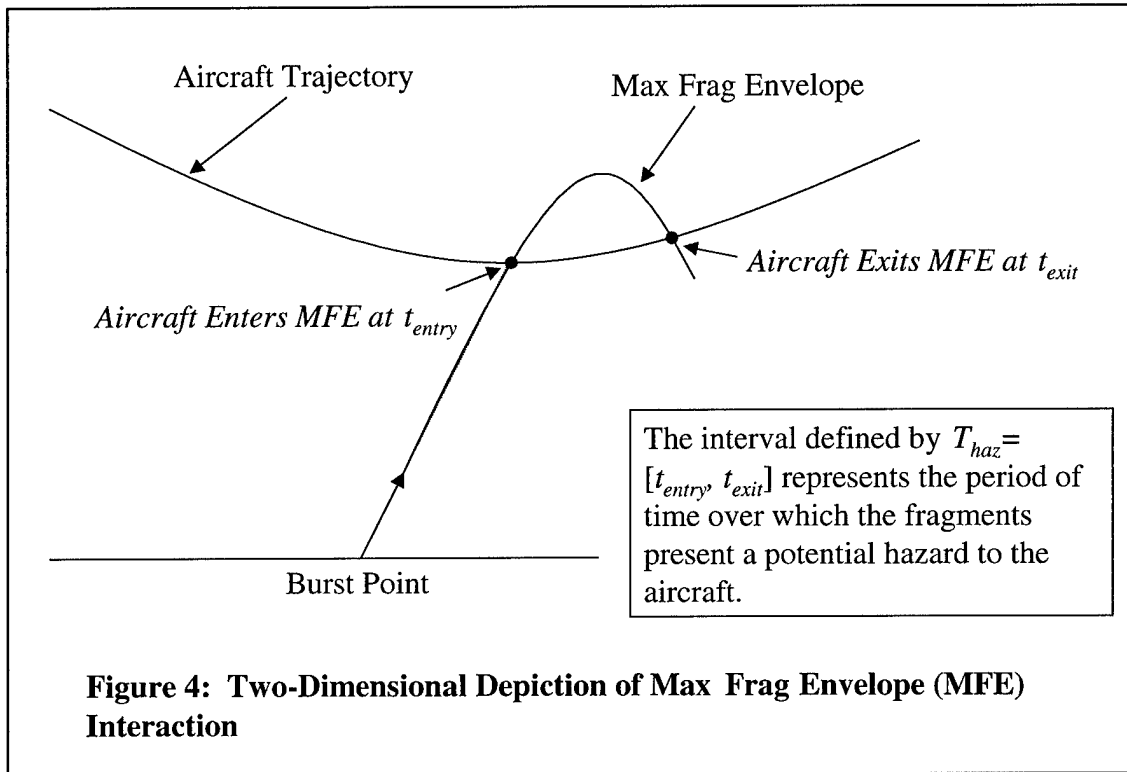 Aircraft Trajectory
Max Frag Envelope
Aircraft Exits MFE at t_exit
Aircraft Enters MFE at t_entry
The interval defined by T_haz=
[t_entry, t_exit] represents the period of
time over which the fragments
present a potential hazard to the
aircraft.
Burst Point
Figure 4: Two-Dimensional Depiction of Max Frag Envelope (MFE)
Interaction